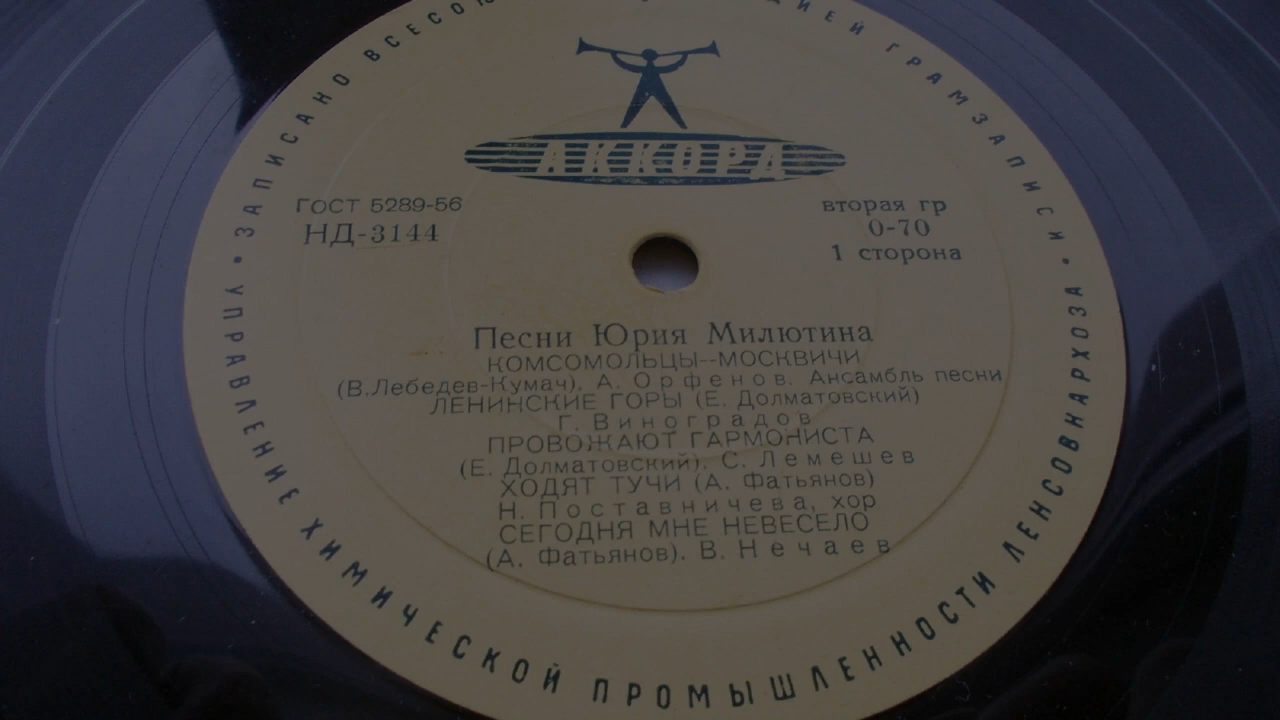 ЗАПИСАНО ГРАМЗАПИСИ
АККОРД
ГОСТ 5289-56
НД-3144
вторая гр
0-70
1 сторона
Песни Юрия Милютина
КОМСОМОЛЬЦЫ--МОСКВИЧИ
(В.Лебедев-Кумач). А. Орфенов. Ансамбль песни
ЛЕНИНСКИЕ ГОРЫ (Е. Долматовский)
Г. Виноградов
ПРОВОЖАЮТ ГАРМОНИСТА
(Е. Долматовский). С. Лемешев
ХОДЯТ ТУЧИ (А. Фатьянов)
Н. Поставничева, хор
СЕГОДНЯ МНЕ НЕВЕСЕЛО
(А. Фатьянов). В. Нечаев
• УПРАВЛЕНИЕ ХИМИЧЕСКОЙ ПРОМЫШЛЕННОСТИ ЛЕНСОВНАРХОЗА •